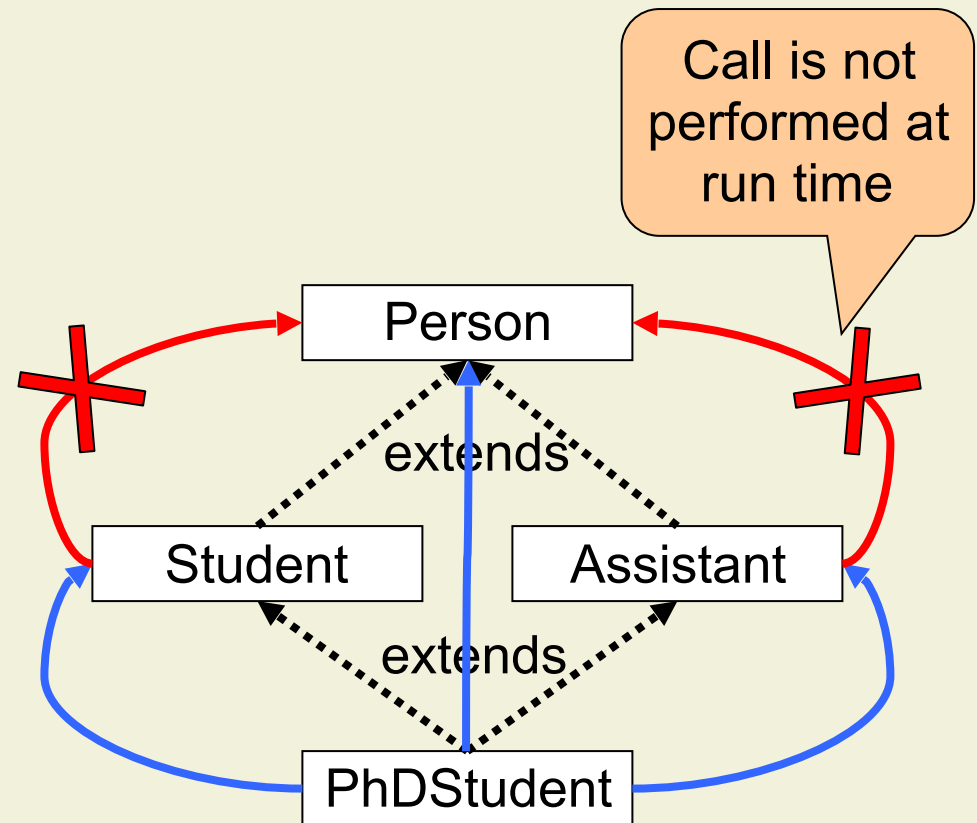 Call is not
performed at
run time
Person
extends
Student
Assistant
extends
PhDStudent